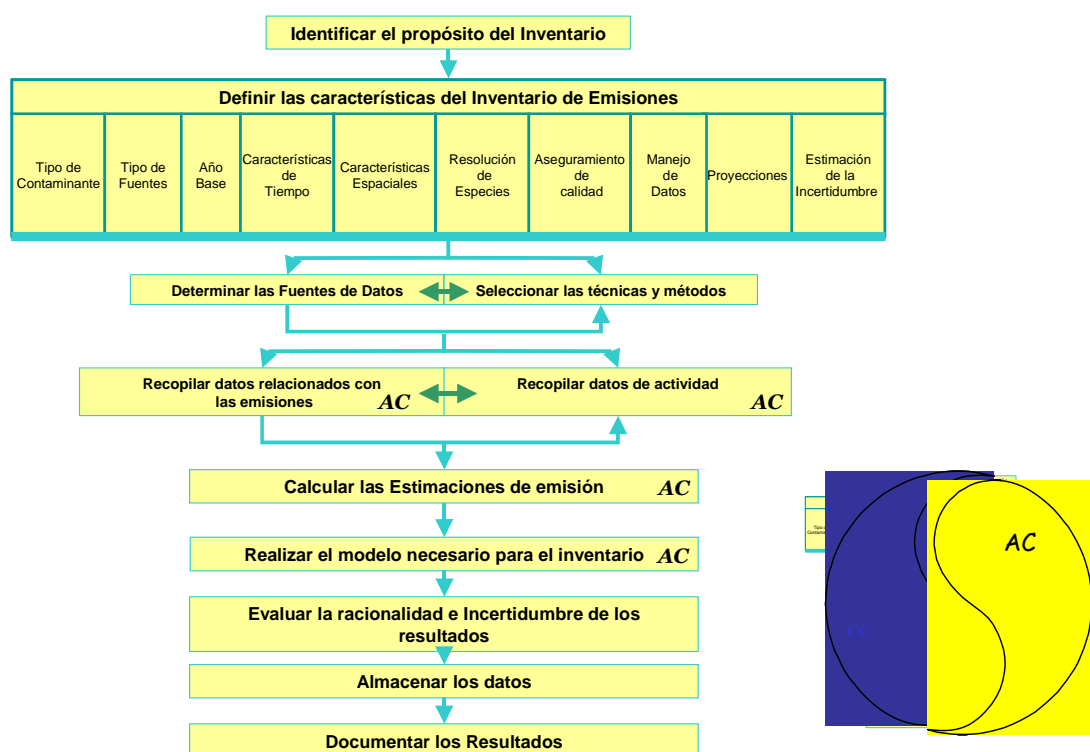 Identificar el propósito del Inventario
Definir las características del Inventario de Emisiones
Tipo de
Contaminante
Tipo de
Fuentes
Año
Base
Características
de
Tiempo
Características
Espaciales
Resolución
de
Especies
Aseguramiento
de
calidad
Manejo
de
Datos
Proyecciones
Estimación
de la
Incertidumbre
Determinar las Fuentes de Datos
Seleccionar las técnicas y métodos
Recopilar datos relacionados con
las emisiones AC
Recopilar datos de actividad
AC
Calcular las Estimaciones de emisión AC
Realizar el modelo necesario para el inventario AC
Evaluar la racionalidad e Incertidumbre de los
resultados
Almacenar los datos
Documentar los Resultados
AC
CC